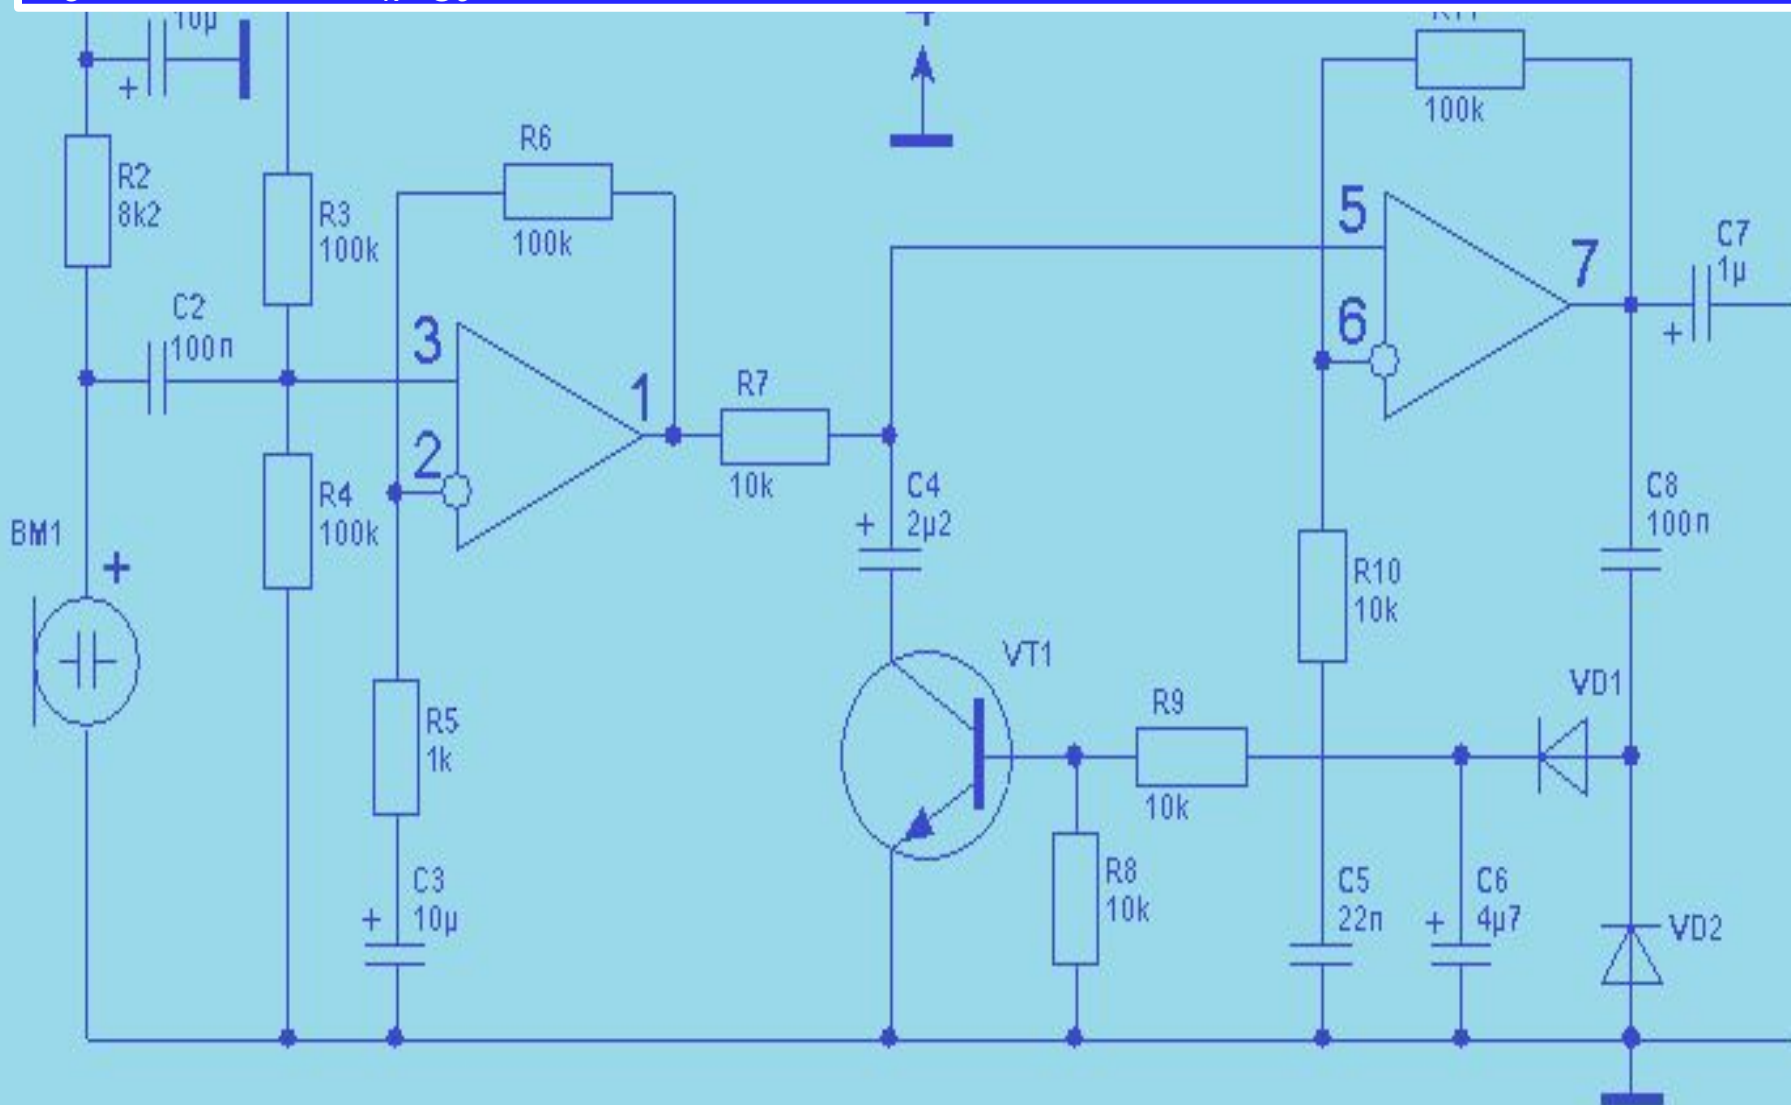 10µ
+
R2
8k2
R3
100k
R6
100k
C2
100n
3
2
1
R4
100k
BM1
+
R5
1k
C3
10µ
+
R7
10k
C4
2µ2
+
VT1
R9
10k
R8
10k
100k
5
6
7
C7
1µ
+
R10
10k
C8
100n
VD1
C5
22n
C6
4µ7
+
VD2